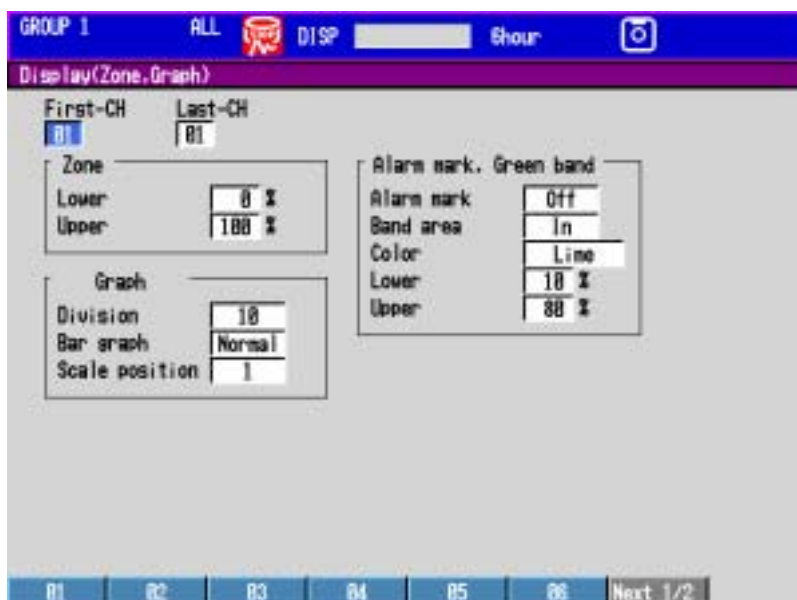 GROUP 1 ALL DISP 6hour
Display(Zone,Graph)
First-CH Last-CH
01 01
Zone
Lower 0 %
Upper 100 %
Graph
Division 10
Bar graph Normal
Scale position 1
Alarm mark, Green band
Alarm mark Off
Band area In
Color Lime
Lower 10 %
Upper 80 %
01 02 03 04 05 06 Next 1/2